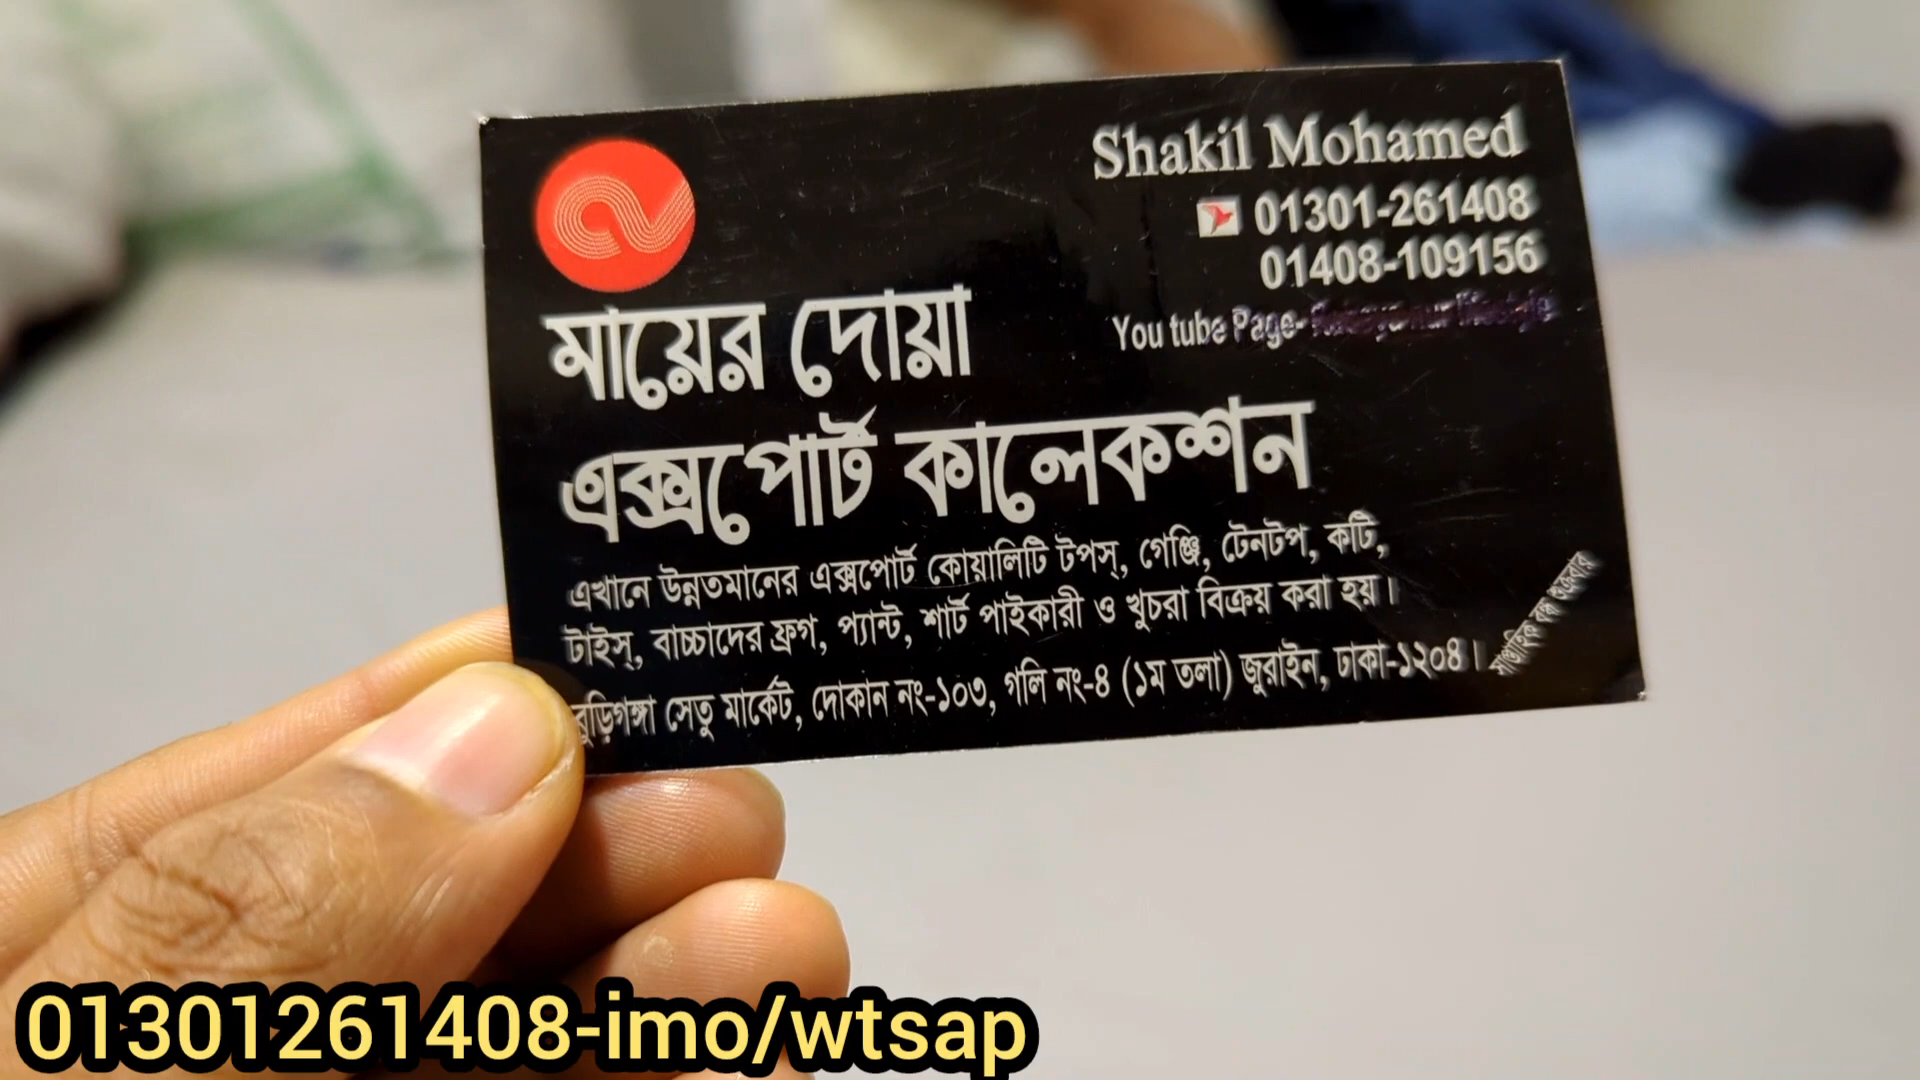 Shakil Mohamed
01301-261408
01408-109156
You tube Page-
মায়ের দোয়া
এক্সপোর্ট কালেকশন
এখানে উন্নতমানের এক্সপোর্ট কোয়ালিটি টপস্, গেঞ্জি, টেনটপ, কটি,
টাইস্, বাচ্চাদের ফ্রগ, প্যান্ট, শার্ট পাইকারী ও খুচরা বিক্রয় করা হয়।
বুড়িগঙ্গা সেতু মার্কেট, দোকান নং-১০৩, গলি নং-৪ (১ম তলা) জুরাইন, ঢাকা-১২০৪।
সাপ্তাহিক বন্ধ শুক্রবার
01301261408-imo/wtsap